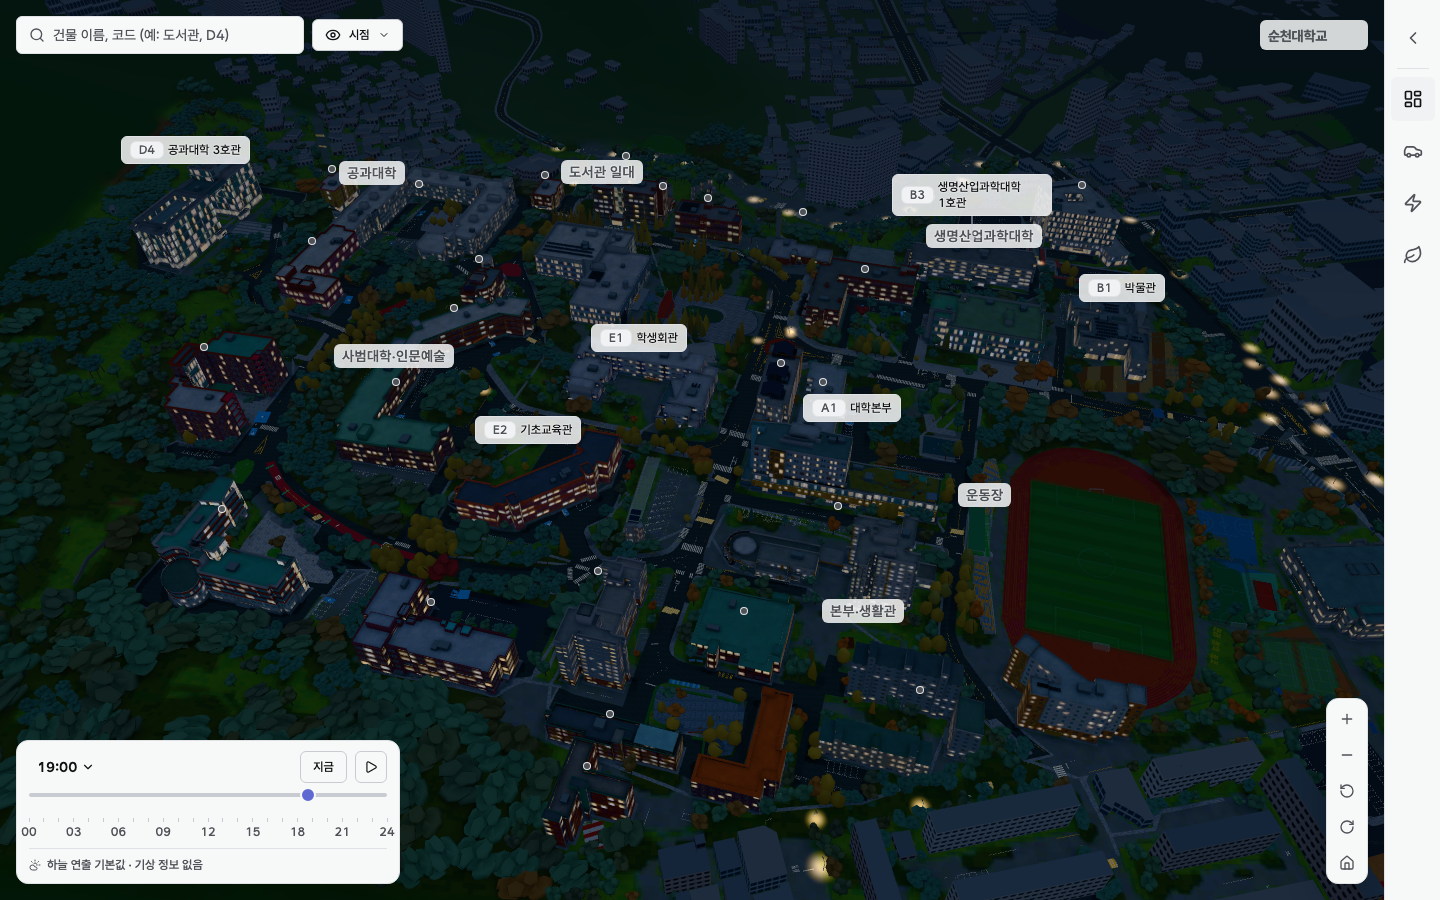 건물 이름, 코드 (예: 도서관, D4)
시점
순천대학교
D4 공과대학 3호관
공과대학
도서관 일대
B3 생명산업과학대학
1호관
생명산업과학대학
B1 박물관
E1 학생회관
사범대학·인문예술
A1 대학본부
E2 기초교육관
운동장
본부·생활관
19:00
지금
00 03 06 09 12 15 18 21 24
하늘 연출 기본값 · 기상 정보 없음